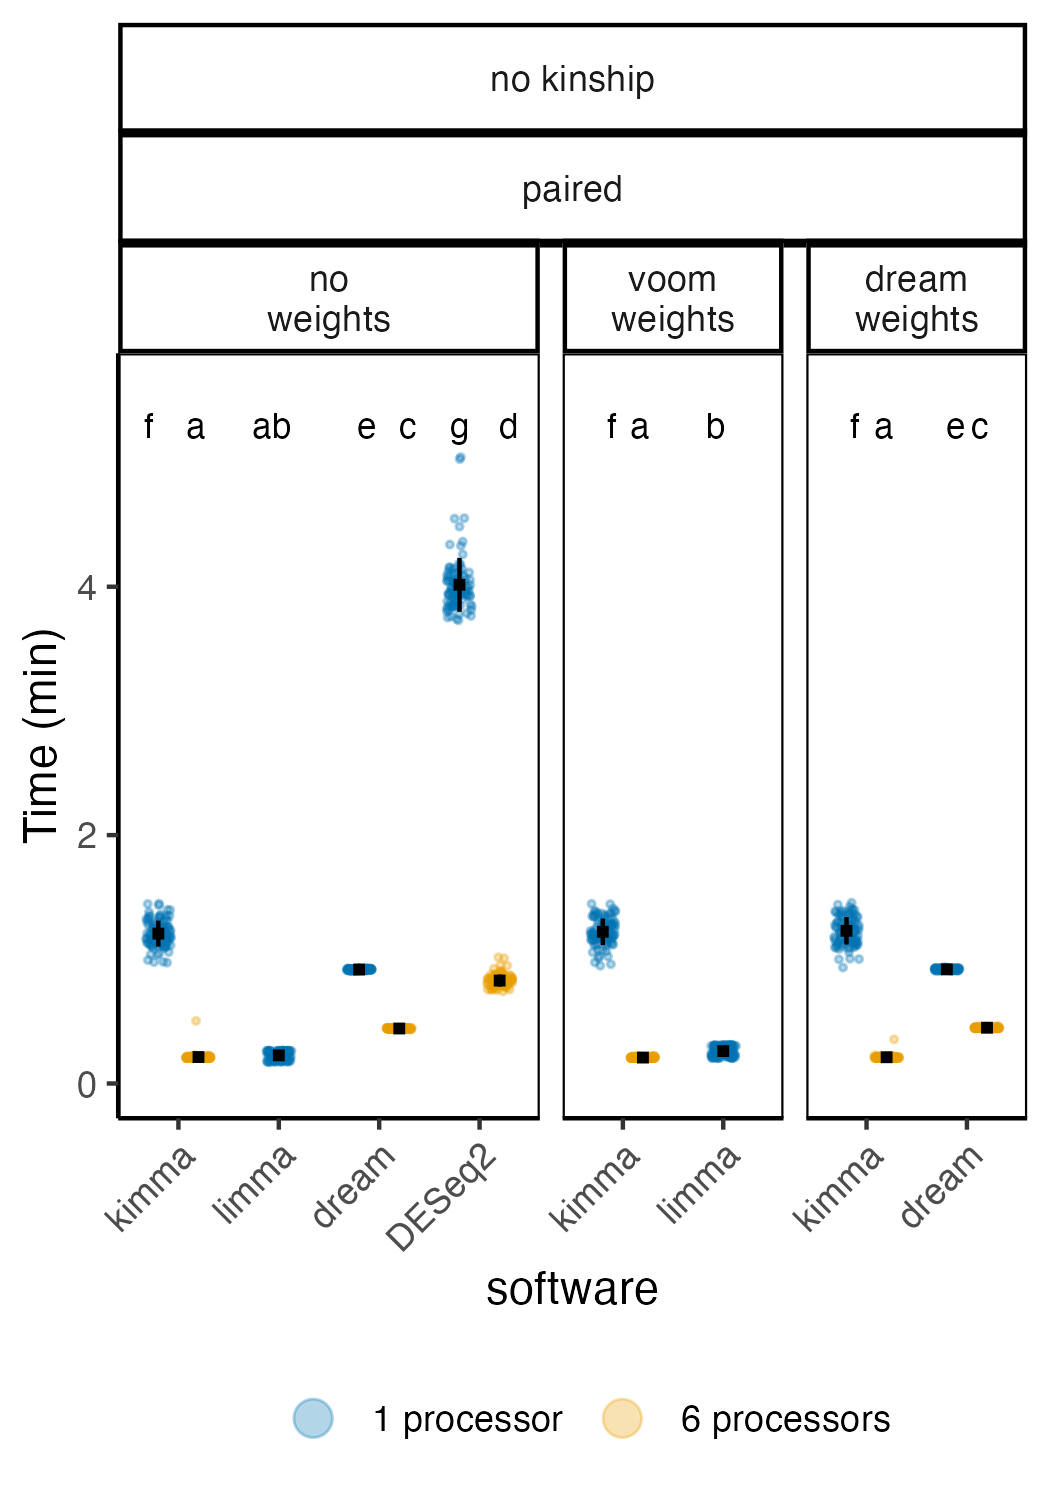 no kinship
paired
no
weights
voom
weights
dream
weights
f a ab e c g d
f a b
f a e c
Time (min)
4
2
0
kimma
limma
dream
DESeq2
kimma
limma
kimma
dream
software
1 processor
6 processors